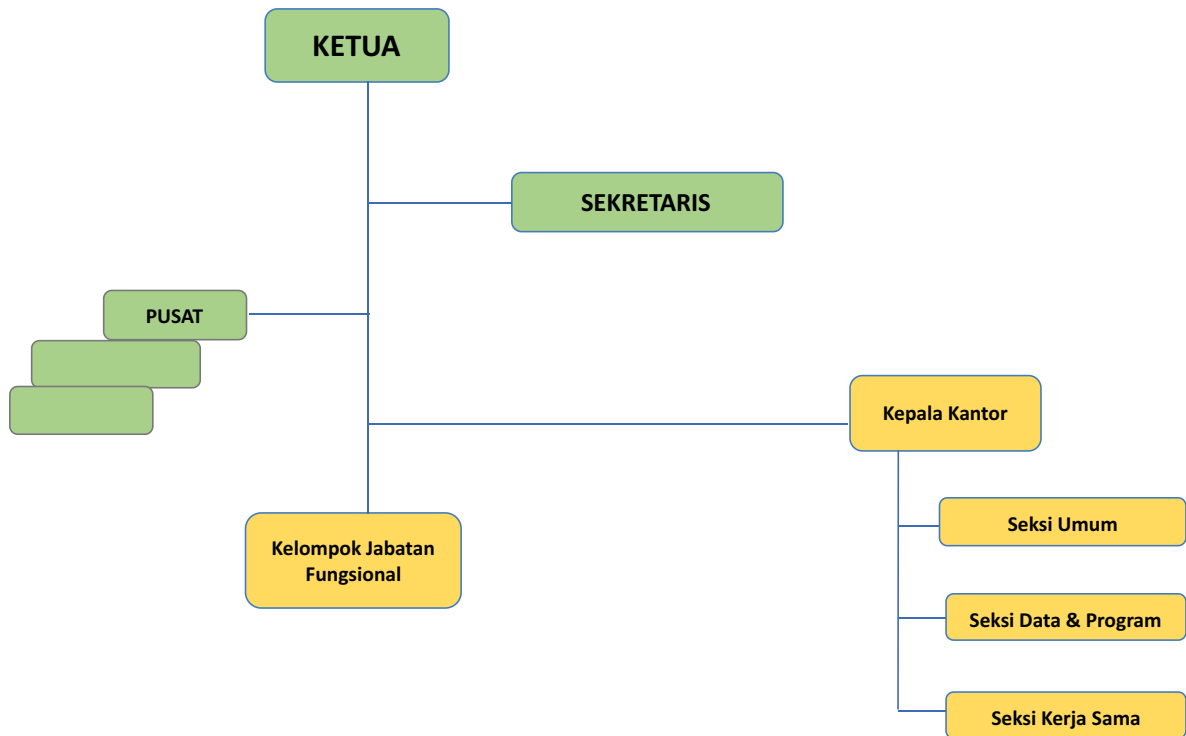 KETUA
SEKRETARIS
PUSAT
Kepala Kantor
Kelompok Jabatan
Fungsional
Seksi Umum
Seksi Data & Program
Seksi Kerja Sama